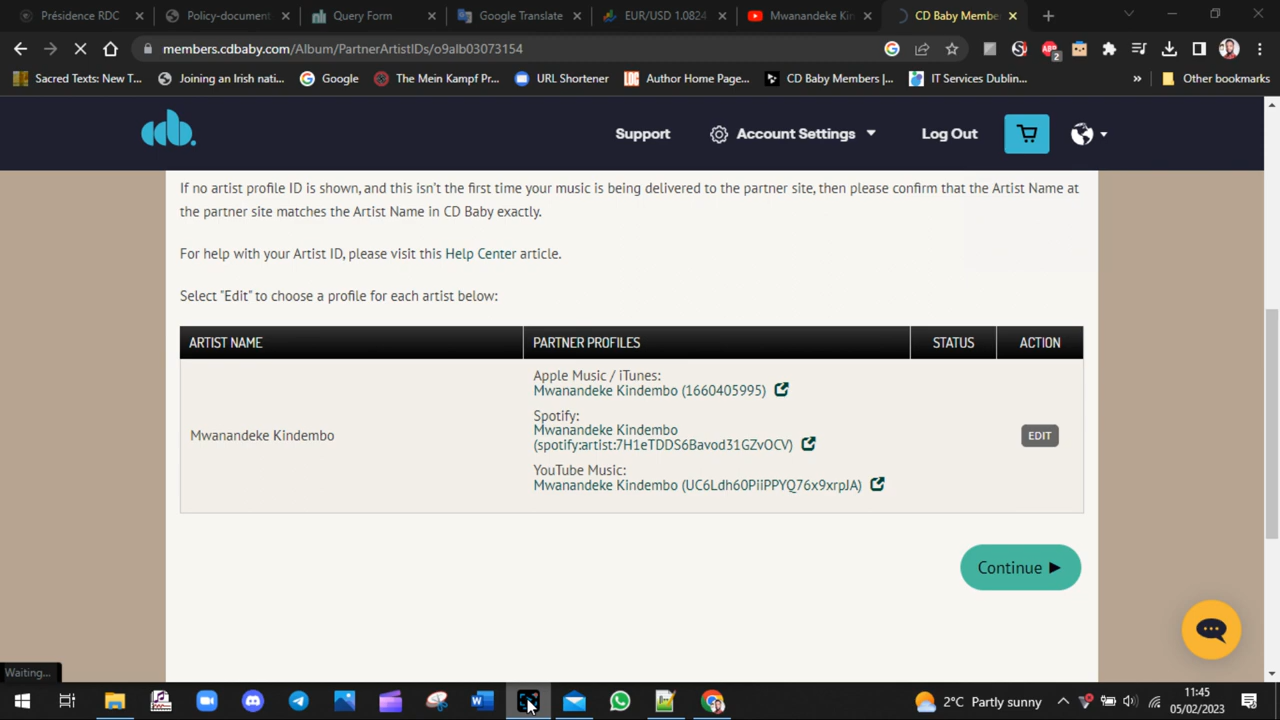 Présidence RDC
Policy-document
Query Form
Google Translate
EUR/USD 1.0824
Mwanandeke Kin
CD Baby Membe
members.cdbaby.com/Album/PartnerArtistIDs/o9alb03073154
2
Sacred Texts: New T...
Joining an Irish nati...
Google
The Mein Kampf Pr...
URL Shortener
Author Home Page...
CD Baby Members |...
IT Services Dublin...
»
Other bookmarks
cdb.
Support
Account Settings
Log Out
If no artist profile ID is shown, and this isn't the first time your music is being delivered to the partner site, then please confirm that the Artist Name at
the partner site matches the Artist Name in CD Baby exactly.
For help with your Artist ID, please visit this Help Center article.
Select "Edit" to choose a profile for each artist below:
ARTIST NAME
PARTNER PROFILES
STATUS
ACTION
Mwanandeke Kindembo
Apple Music / iTunes:
Mwanandeke Kindembo (1660405995)
Spotify:
Mwanandeke Kindembo
(spotify:artist:7H1eTDDS6Bavod31GZvOCV)
YouTube Music:
Mwanandeke Kindembo (UC6Ldh60PiiPPYQ76x9xrpJA)
EDIT
Continue
Waiting...
2°C Partly sunny
11:45
05/02/2023